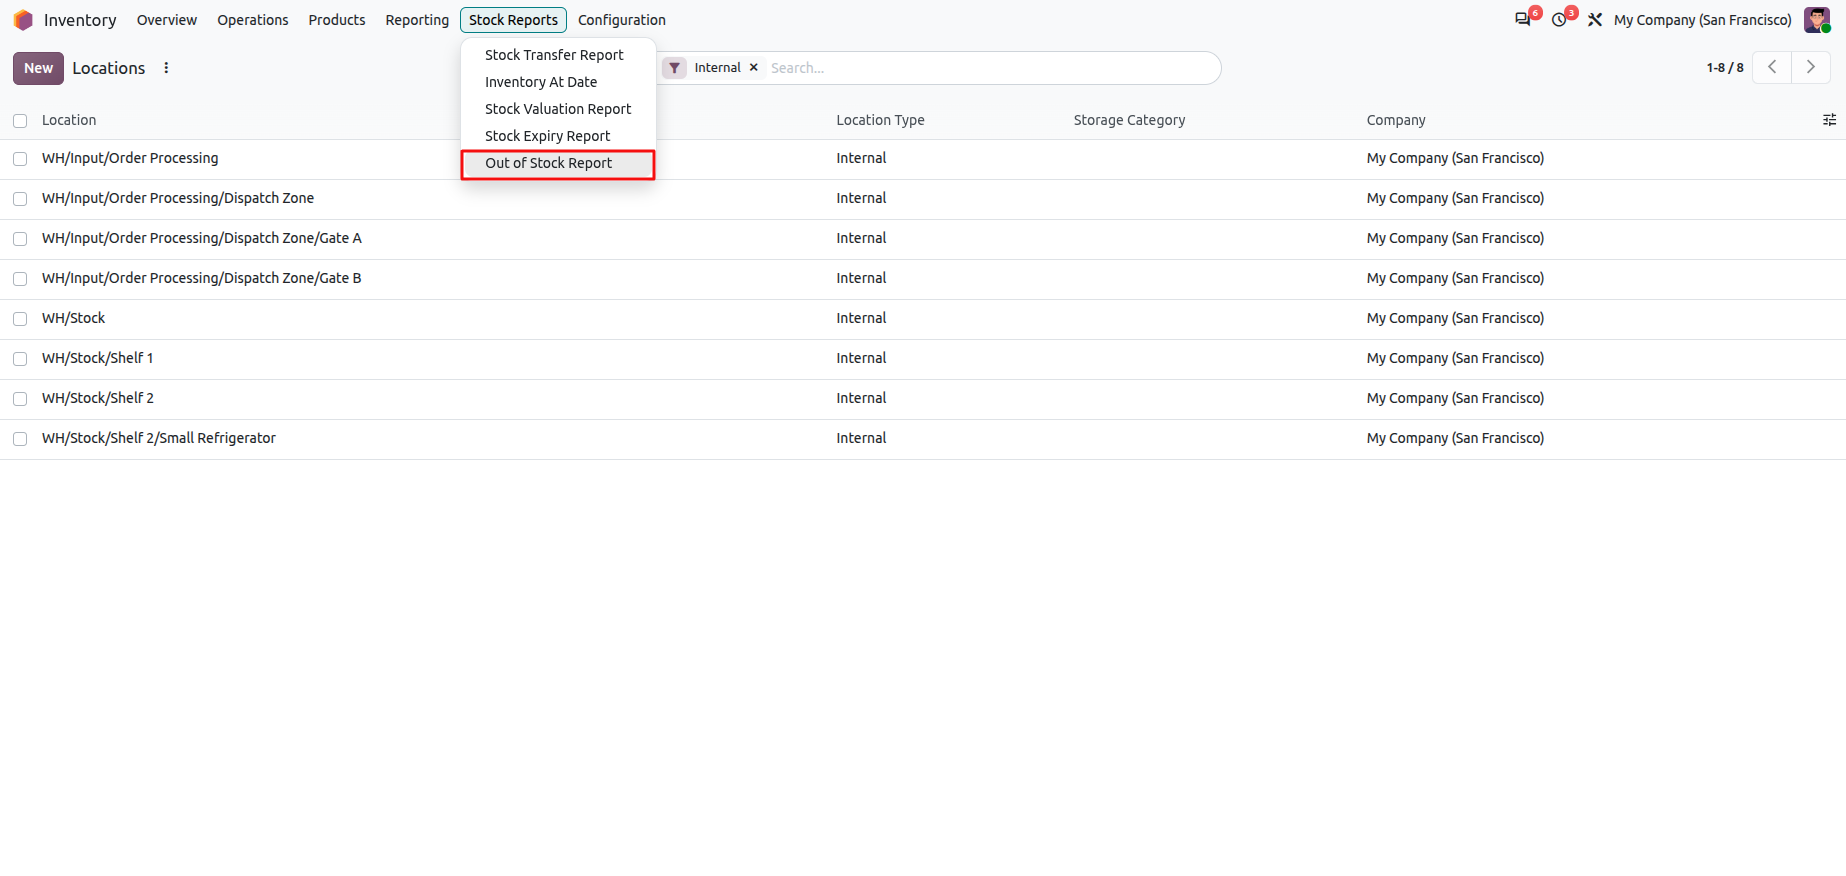 Inventory Overview Operations Products Reporting Stock Reports Configuration 6 3 My Company (San Francisco)
Stock Transfer Report
Inventory At Date
Stock Valuation Report
Stock Expiry Report
Out of Stock Report
New Locations Internal × Search... 1-8 / 8
Location Location Type Storage Category Company
WH/Input/Order Processing Internal My Company (San Francisco)
WH/Input/Order Processing/Dispatch Zone Internal My Company (San Francisco)
WH/Input/Order Processing/Dispatch Zone/Gate A Internal My Company (San Francisco)
WH/Input/Order Processing/Dispatch Zone/Gate B Internal My Company (San Francisco)
WH/Stock Internal My Company (San Francisco)
WH/Stock/Shelf 1 Internal My Company (San Francisco)
WH/Stock/Shelf 2 Internal My Company (San Francisco)
WH/Stock/Shelf 2/Small Refrigerator Internal My Company (San Francisco)